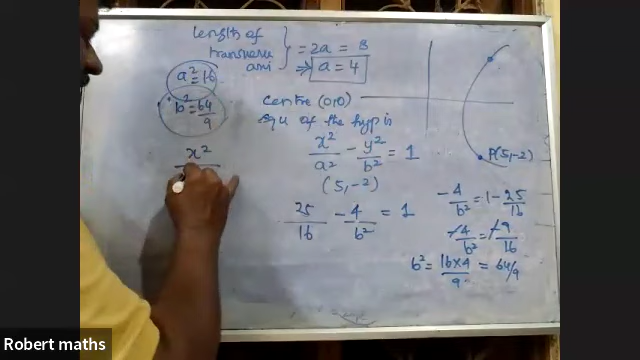 length of
transverse
axis
= 2a = 8
⇒ a = 4
a² = 16
b² = 64/9
centre (0,0)
equ of the hyp is
x²/a² - y²/b² = 1
(5,-2)
25/16 - 4/b² = 1
x²
P(5,-2)
-4/b² = 1 - 25/16
-4/b² = -9/16
b² = 16×4/9 = 64/9
Robert maths